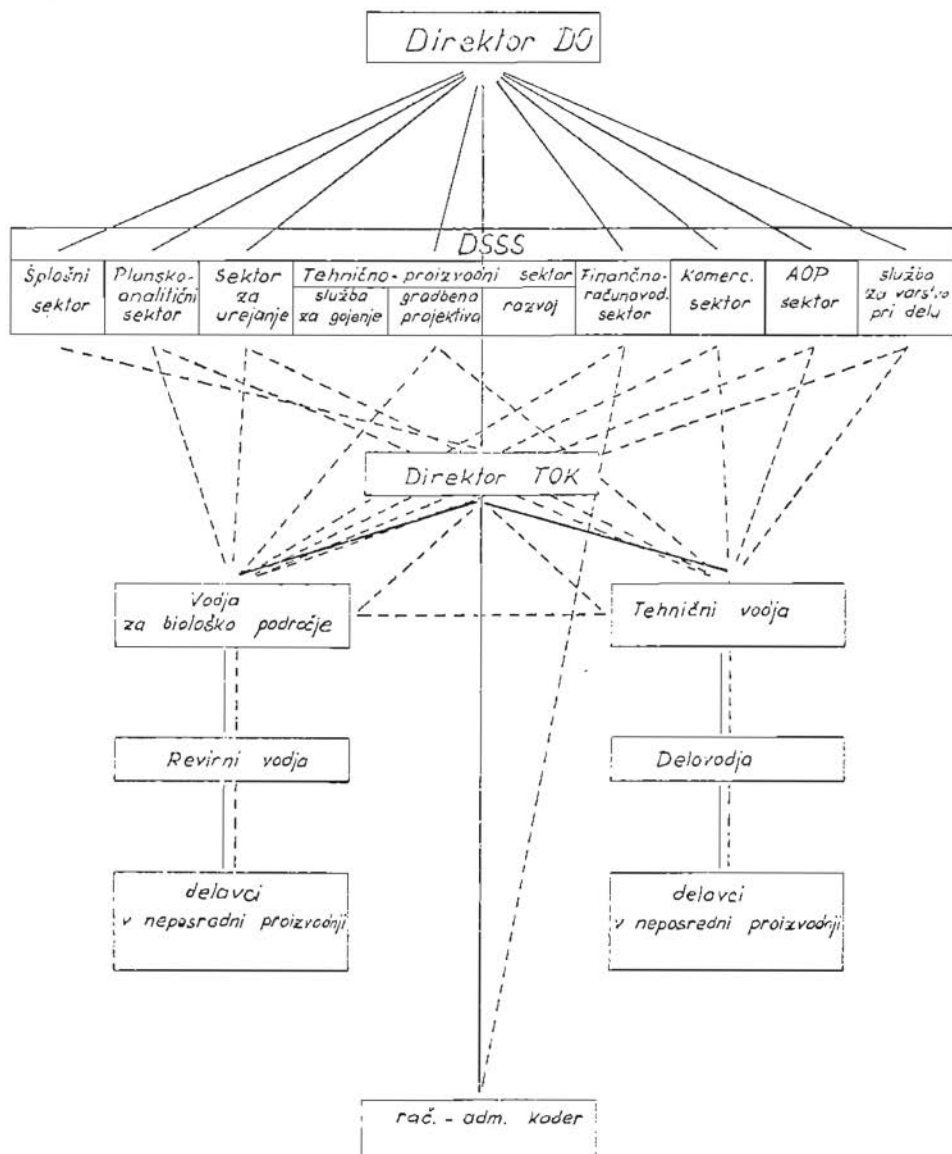 Direktor DO
DSSS
Splošni
sektor
Plansko-
analitični
sektor
Sektor
za
urejanje
Tehnično-proizvodni sektor
služba
za gojenje
gradbena
projektiva
razvoj
Finančno-
računovod.
sektor
Komerc.
sektor
AOP
sektor
služba
za varstvo
pri delu
Direktor TOK
Vodja
za biološko področje
Tehnični vodja
Revirni vodja
Delovodja
delavci
v neposredni proizvodnji
delavci
v neposredni proizvodnji
rač. - adm. kader